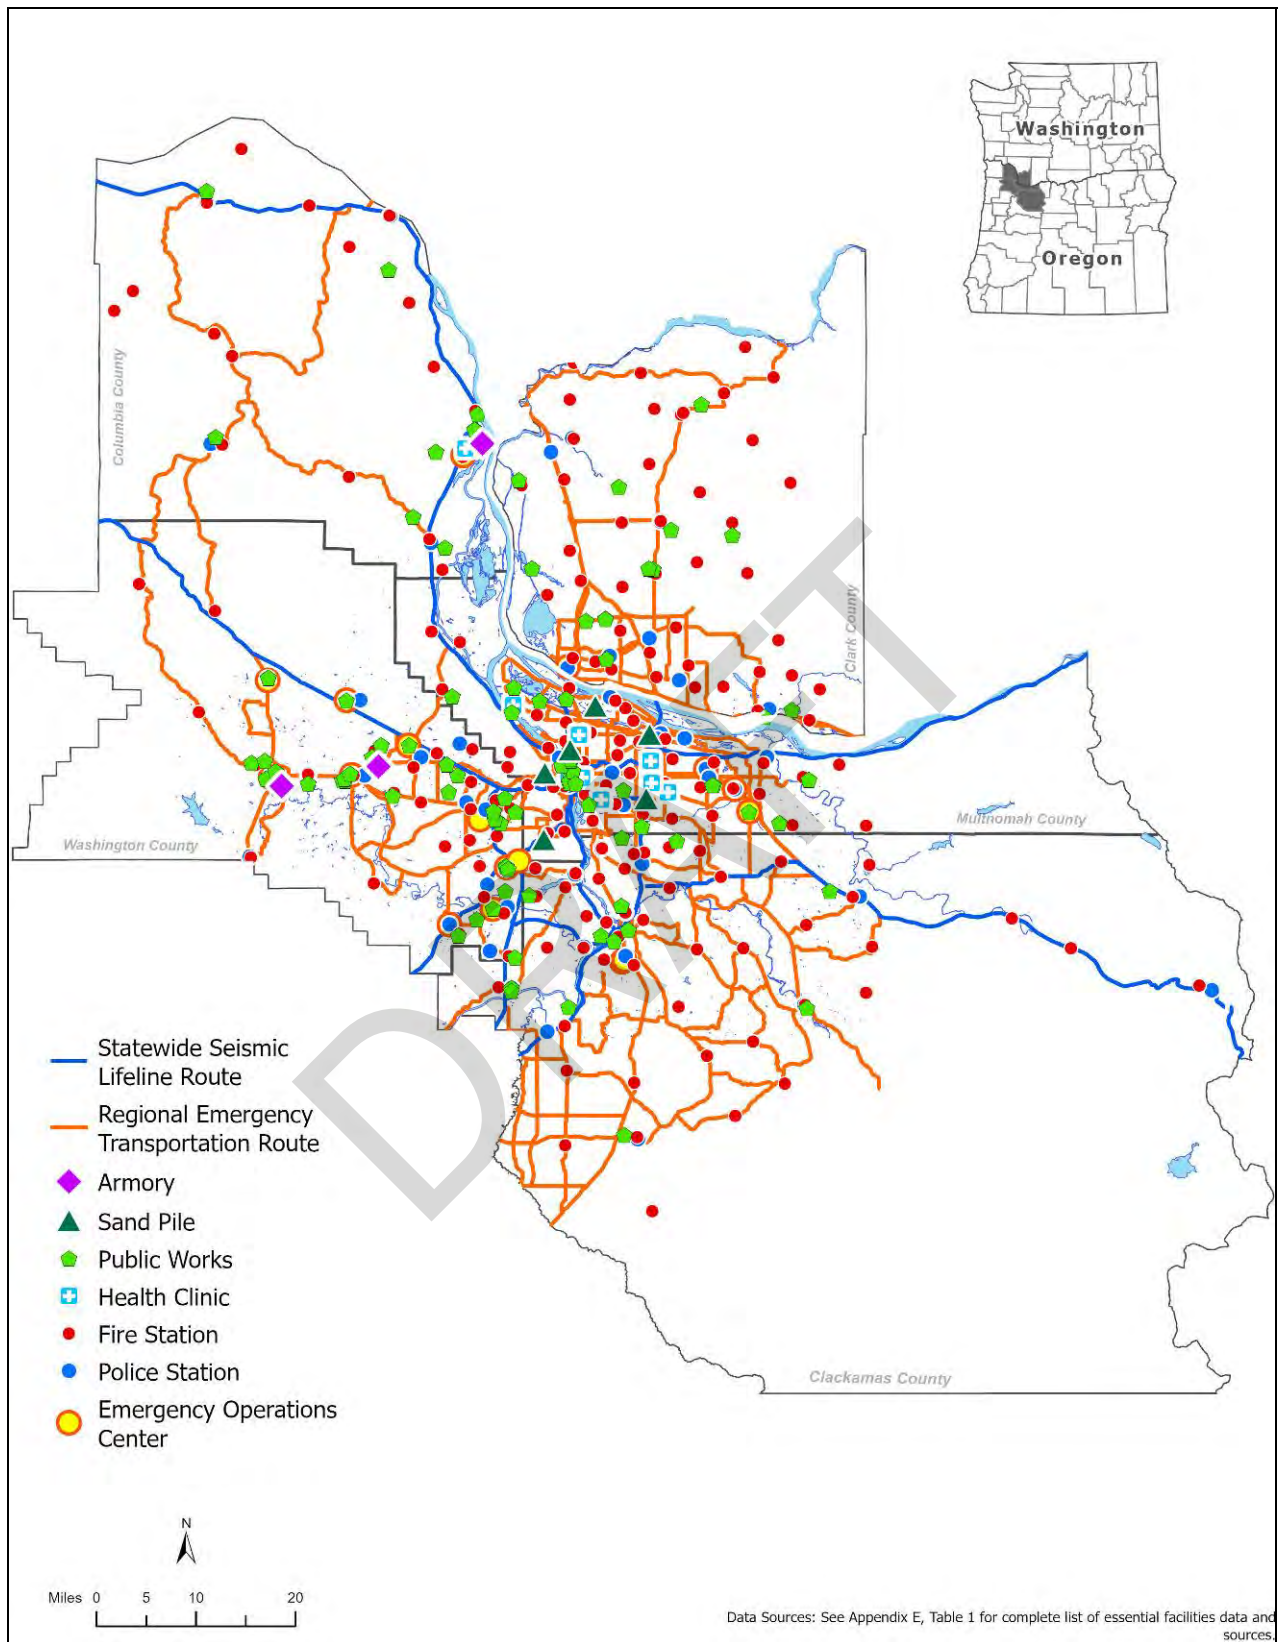 Washington
Oregon
Columbia County
Clark County
DRAFT
Multnomah County
Washington County
Statewide Seismic
Lifeline Route
Regional Emergency
Transportation Route
Armory
Sand Pile
Public Works
Health Clinic
Fire Station
Police Station
Emergency Operations
Center
Clackamas County
N
Miles 0 5 10 20
Data Sources: See Appendix E, Table 1 for complete list of essential facilities data and
sources.